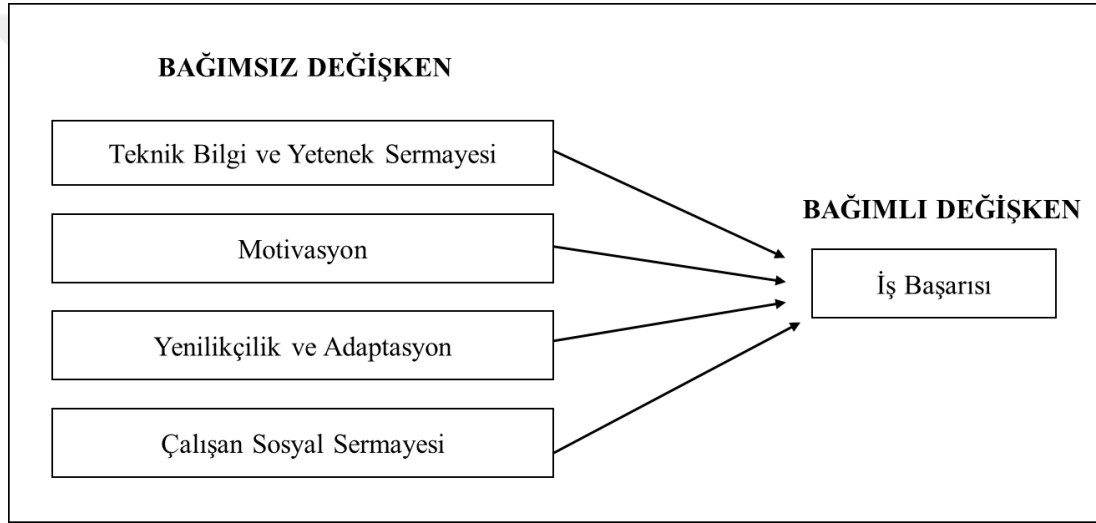 BAĞIMSIZ DEĞİŞKEN
Teknik Bilgi ve Yetenek Sermayesi
Motivasyon
Yenilikçilik ve Adaptasyon
Çalışan Sosyal Sermayesi
BAĞIMLI DEĞİŞKEN
İş Başarısı